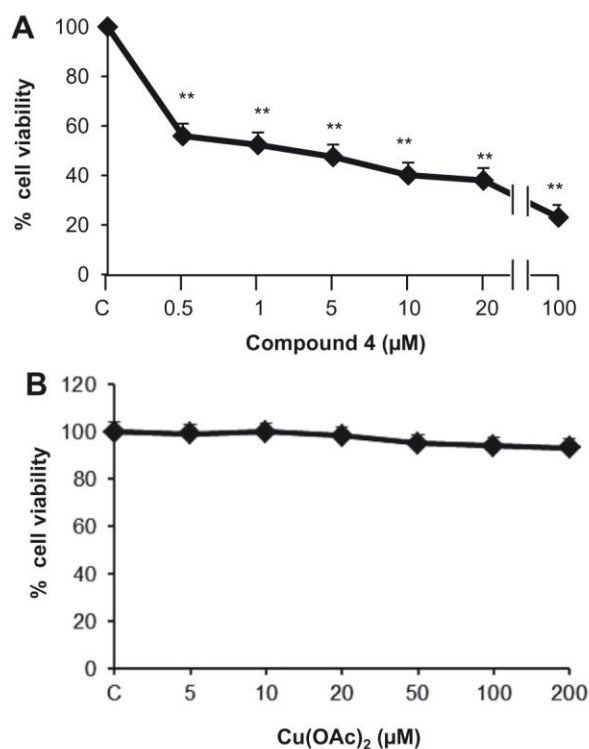 A
% cell viability
100
80
60
40
20
0
** ** ** ** ** **
C 0.5 1 5 10 20 100
Compound 4 (µM)
B
% cell viability
120
100
80
60
40
20
0
C 5 10 20 50 100 200
Cu(OAc)₂ (µM)